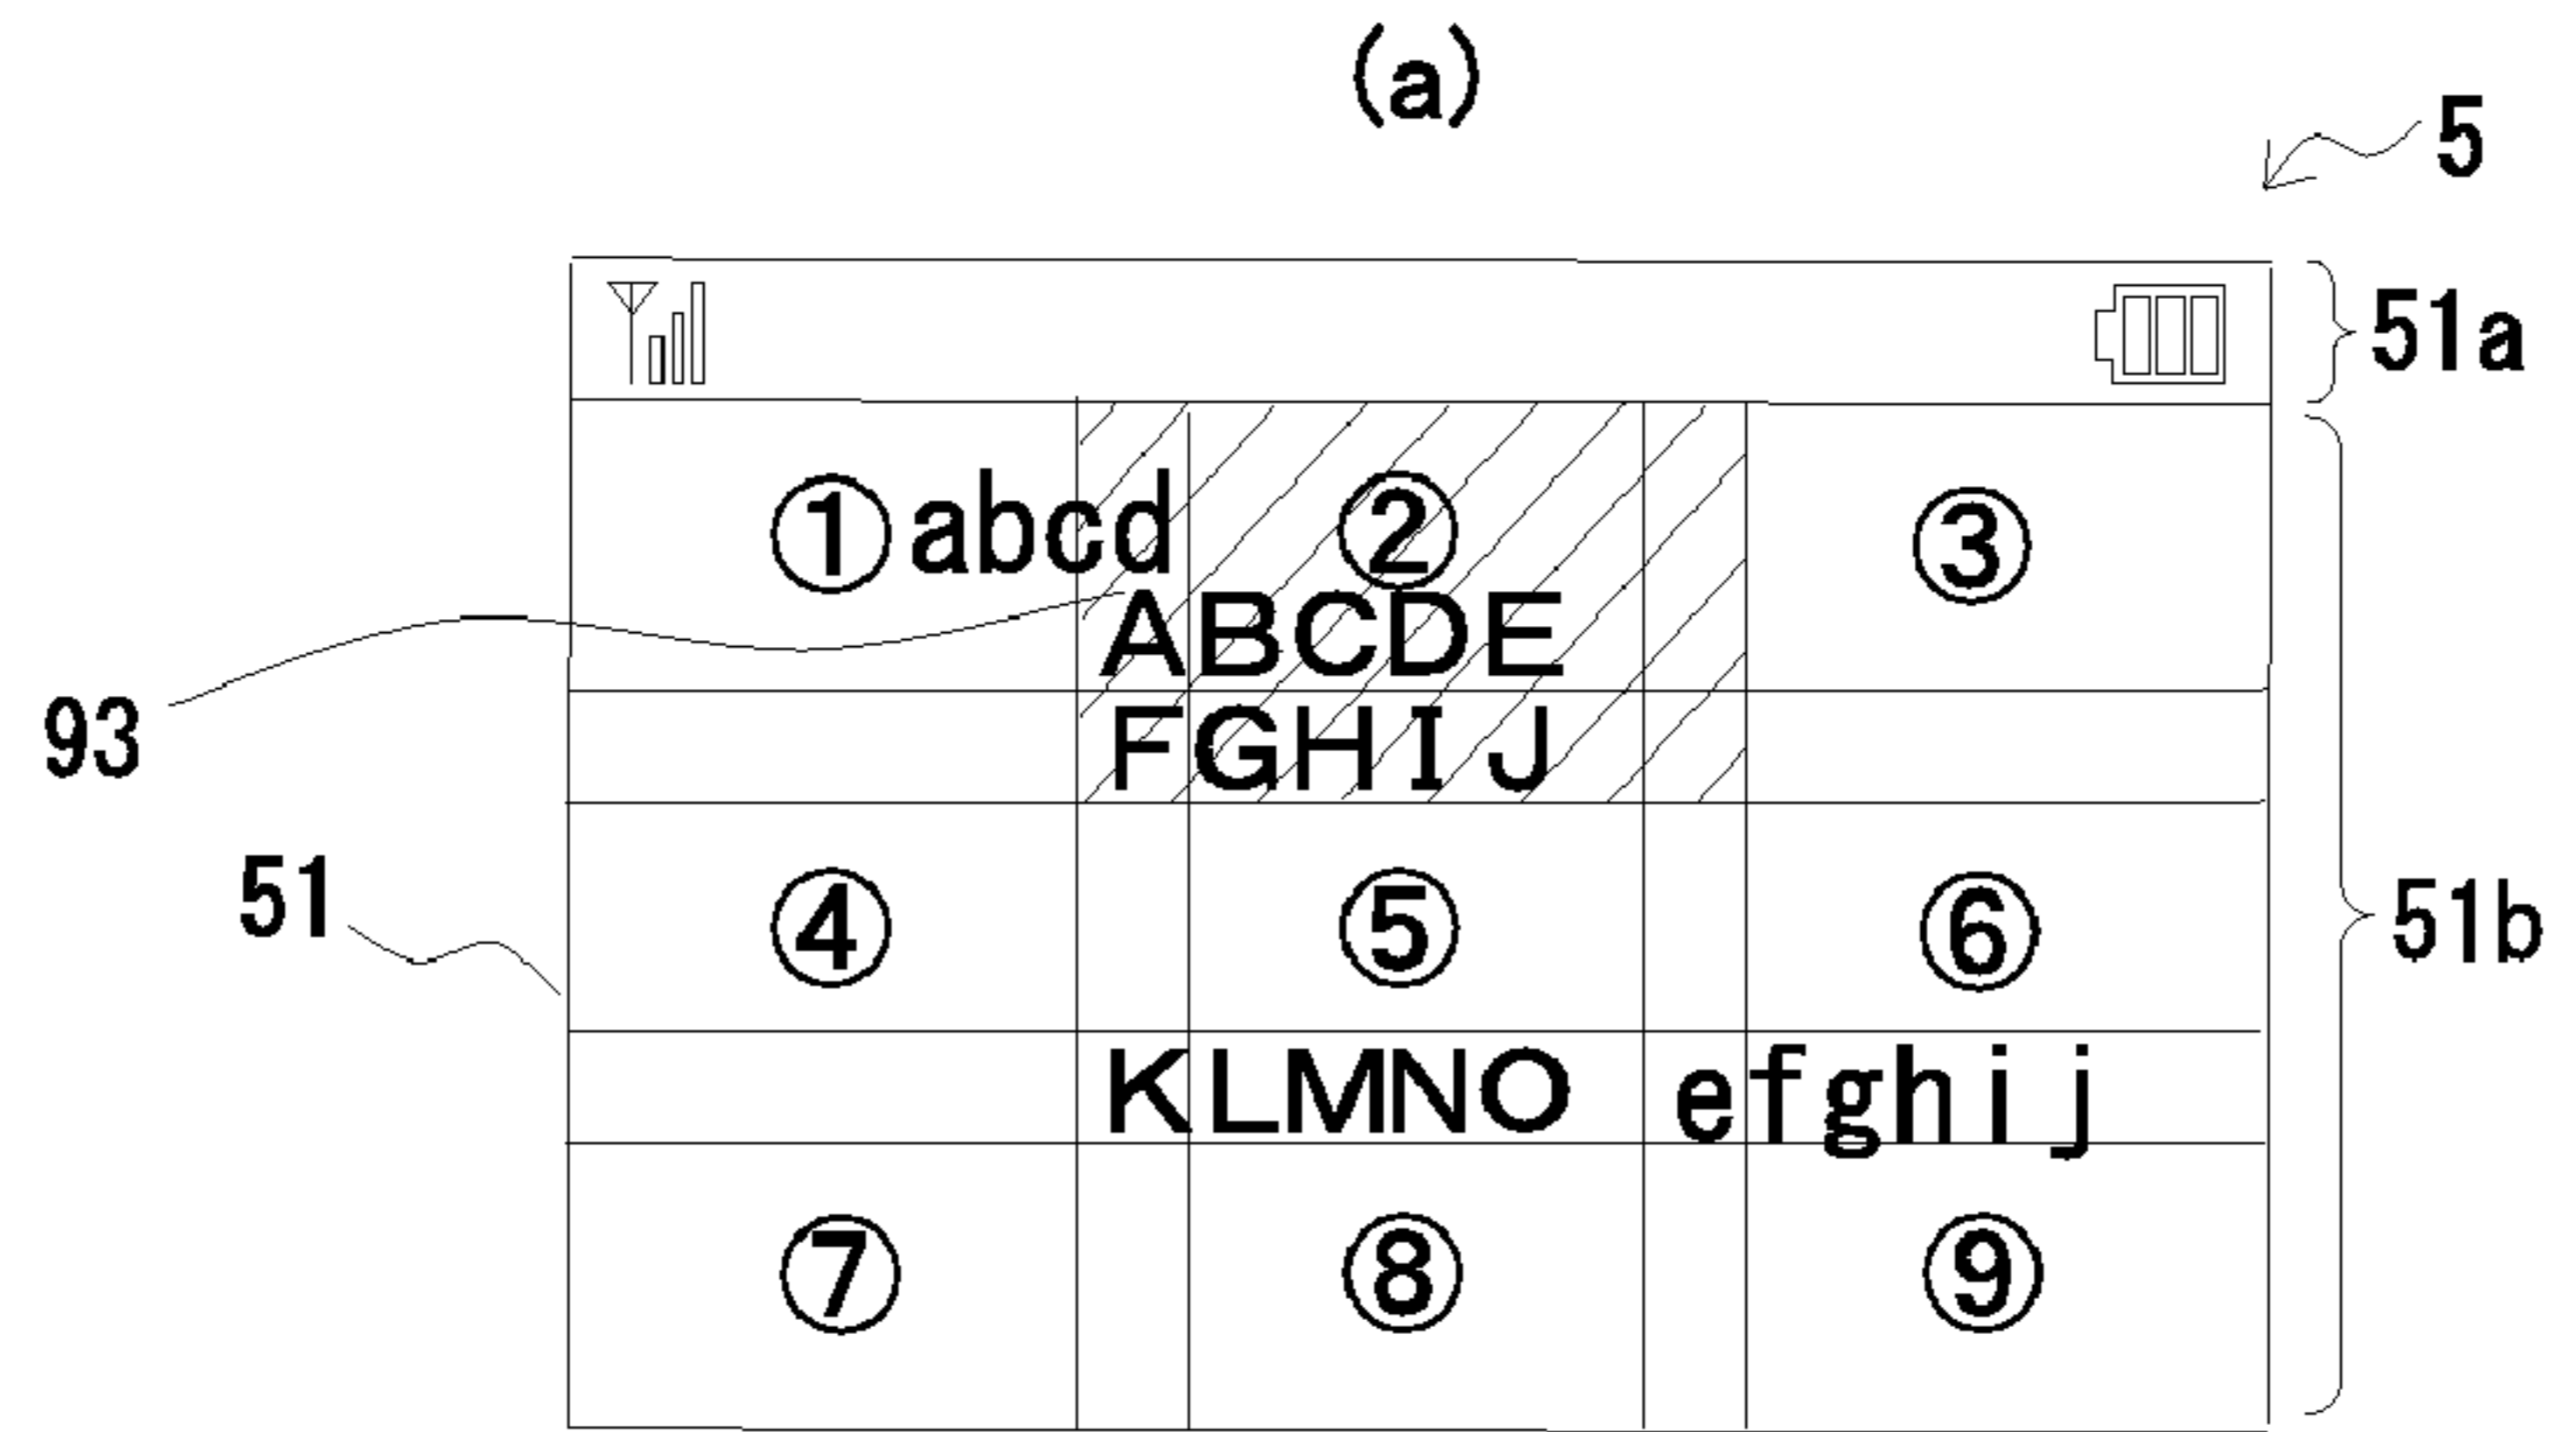 (a)
5
51a
①abcd ② ③
ABCDE
93
FGHIJ
51
④ ⑤ ⑥
51b
KLMNO efghij
⑦ ⑧ ⑨